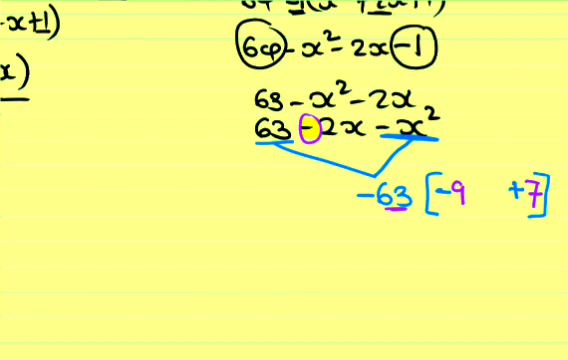 -x+1)
x)
64 - x² - 2x - 1
63 - x² - 2x
63 - 2x - x²
-63 [-9 +7]